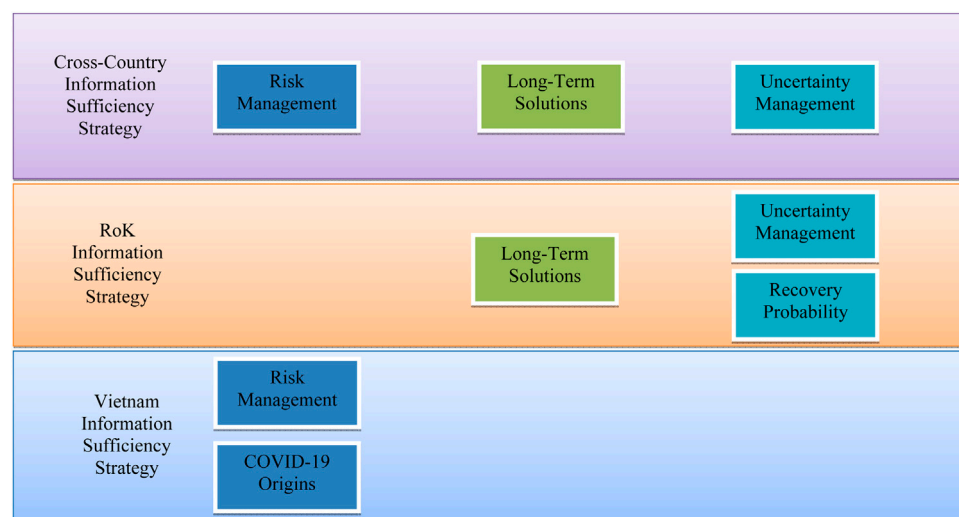 Cross-Country
Information
Sufficiency
Strategy
Risk
Management
Long-Term
Solutions
Uncertainty
Management
RoK
Information
Sufficiency
Strategy
Long-Term
Solutions
Uncertainty
Management
Recovery
Probability
Vietnam
Information
Sufficiency
Strategy
Risk
Management
COVID-19
Origins